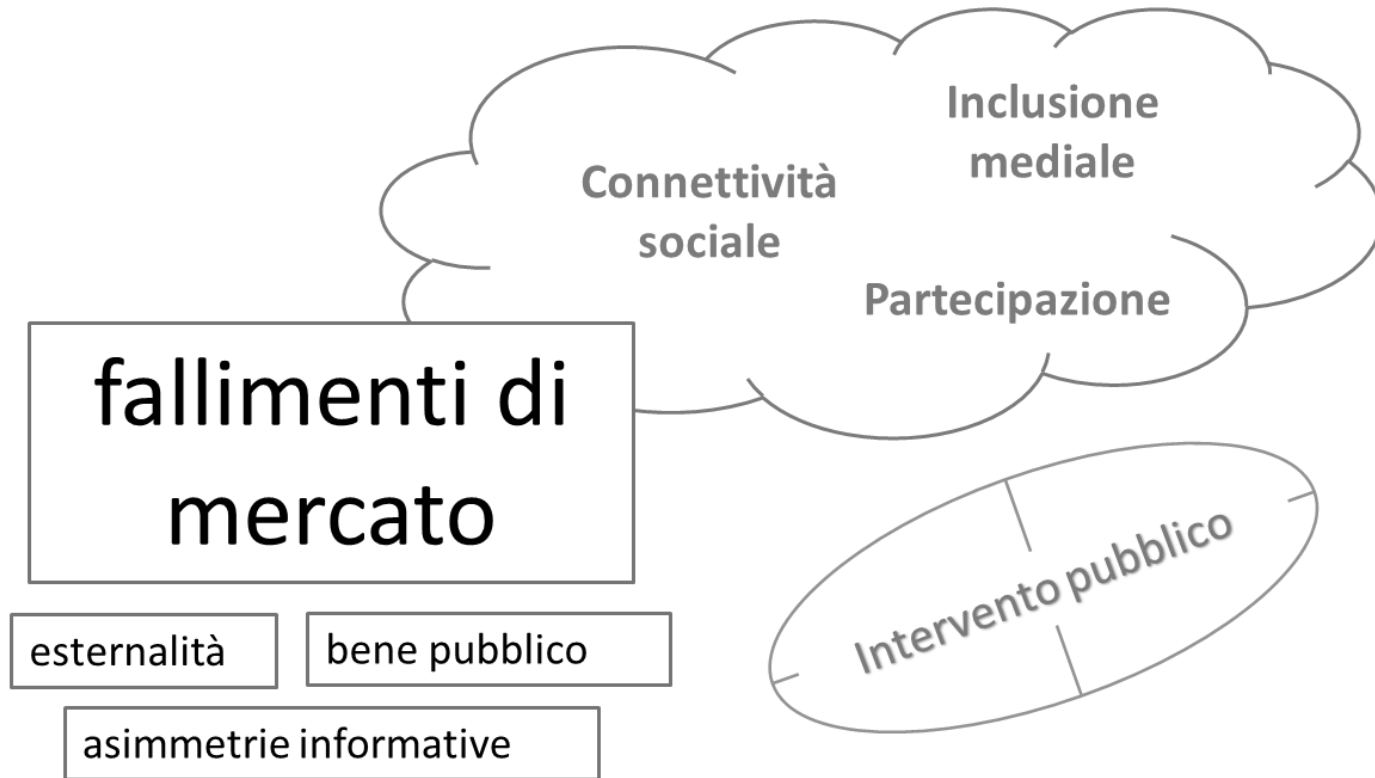 Inclusione
mediale
Connettività
sociale
Partecipazione
fallimenti di
mercato
Intervento pubblico
esternalità
bene pubblico
asimmetrie informative